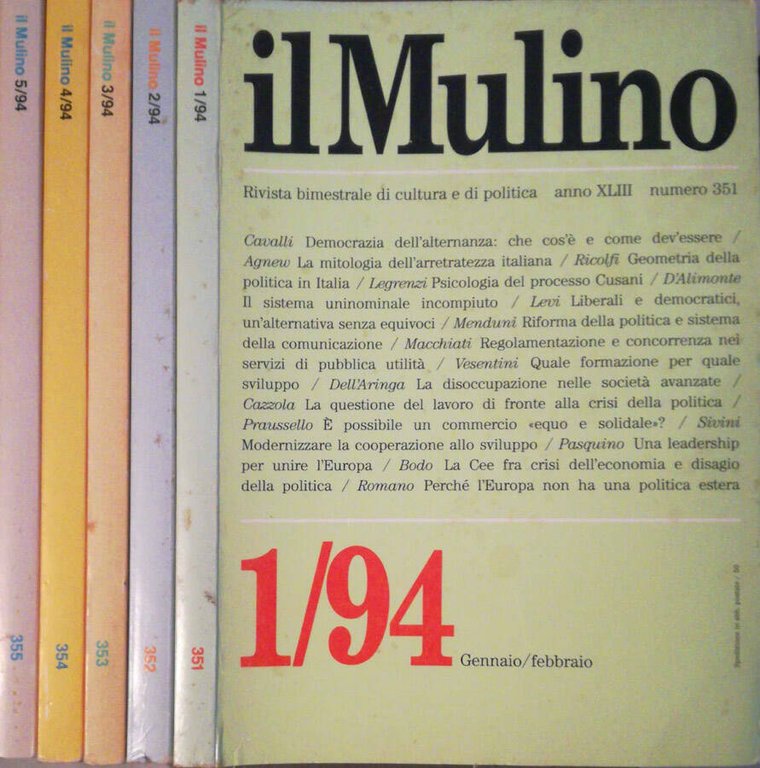 il Mulino 5/94
355
il Mulino 4/94
354
il Mulino 3/94
353
il Mulino 2/94
352
il Mulino 1/94
351
il Mulino
Rivista bimestrale di cultura e di politica anno XLIII numero 351
Cavalli Democrazia dell'alternanza: che cos'è e come dev'essere /
Agnew La mitologia dell'arretratezza italiana / Ricolfi Geometria della
politica in Italia / Legrenzi Psicologia del processo Cusani / D'Alimonte
Il sistema uninominale incompiuto / Levi Liberali e democratici,
un'alternativa senza equivoci / Menduni Riforma della politica e sistema
della comunicazione / Macchiati Regolamentazione e concorrenza nei
servizi di pubblica utilità / Vesentini Quale formazione per quale
sviluppo / Dell'Aringa La disoccupazione nelle società avanzate /
Cazzola La questione del lavoro di fronte alla crisi della politica /
Praussello È possibile un commercio «equo e solidale»? / Sivini
Modernizzare la cooperazione allo sviluppo / Pasquino Una leadership
per unire l'Europa / Bodo La Cee fra crisi dell'economia e disagio
della politica / Romano Perché l'Europa non ha una politica estera
1/94
Gennaio/febbraio
Spedizione in abb. postale / 50